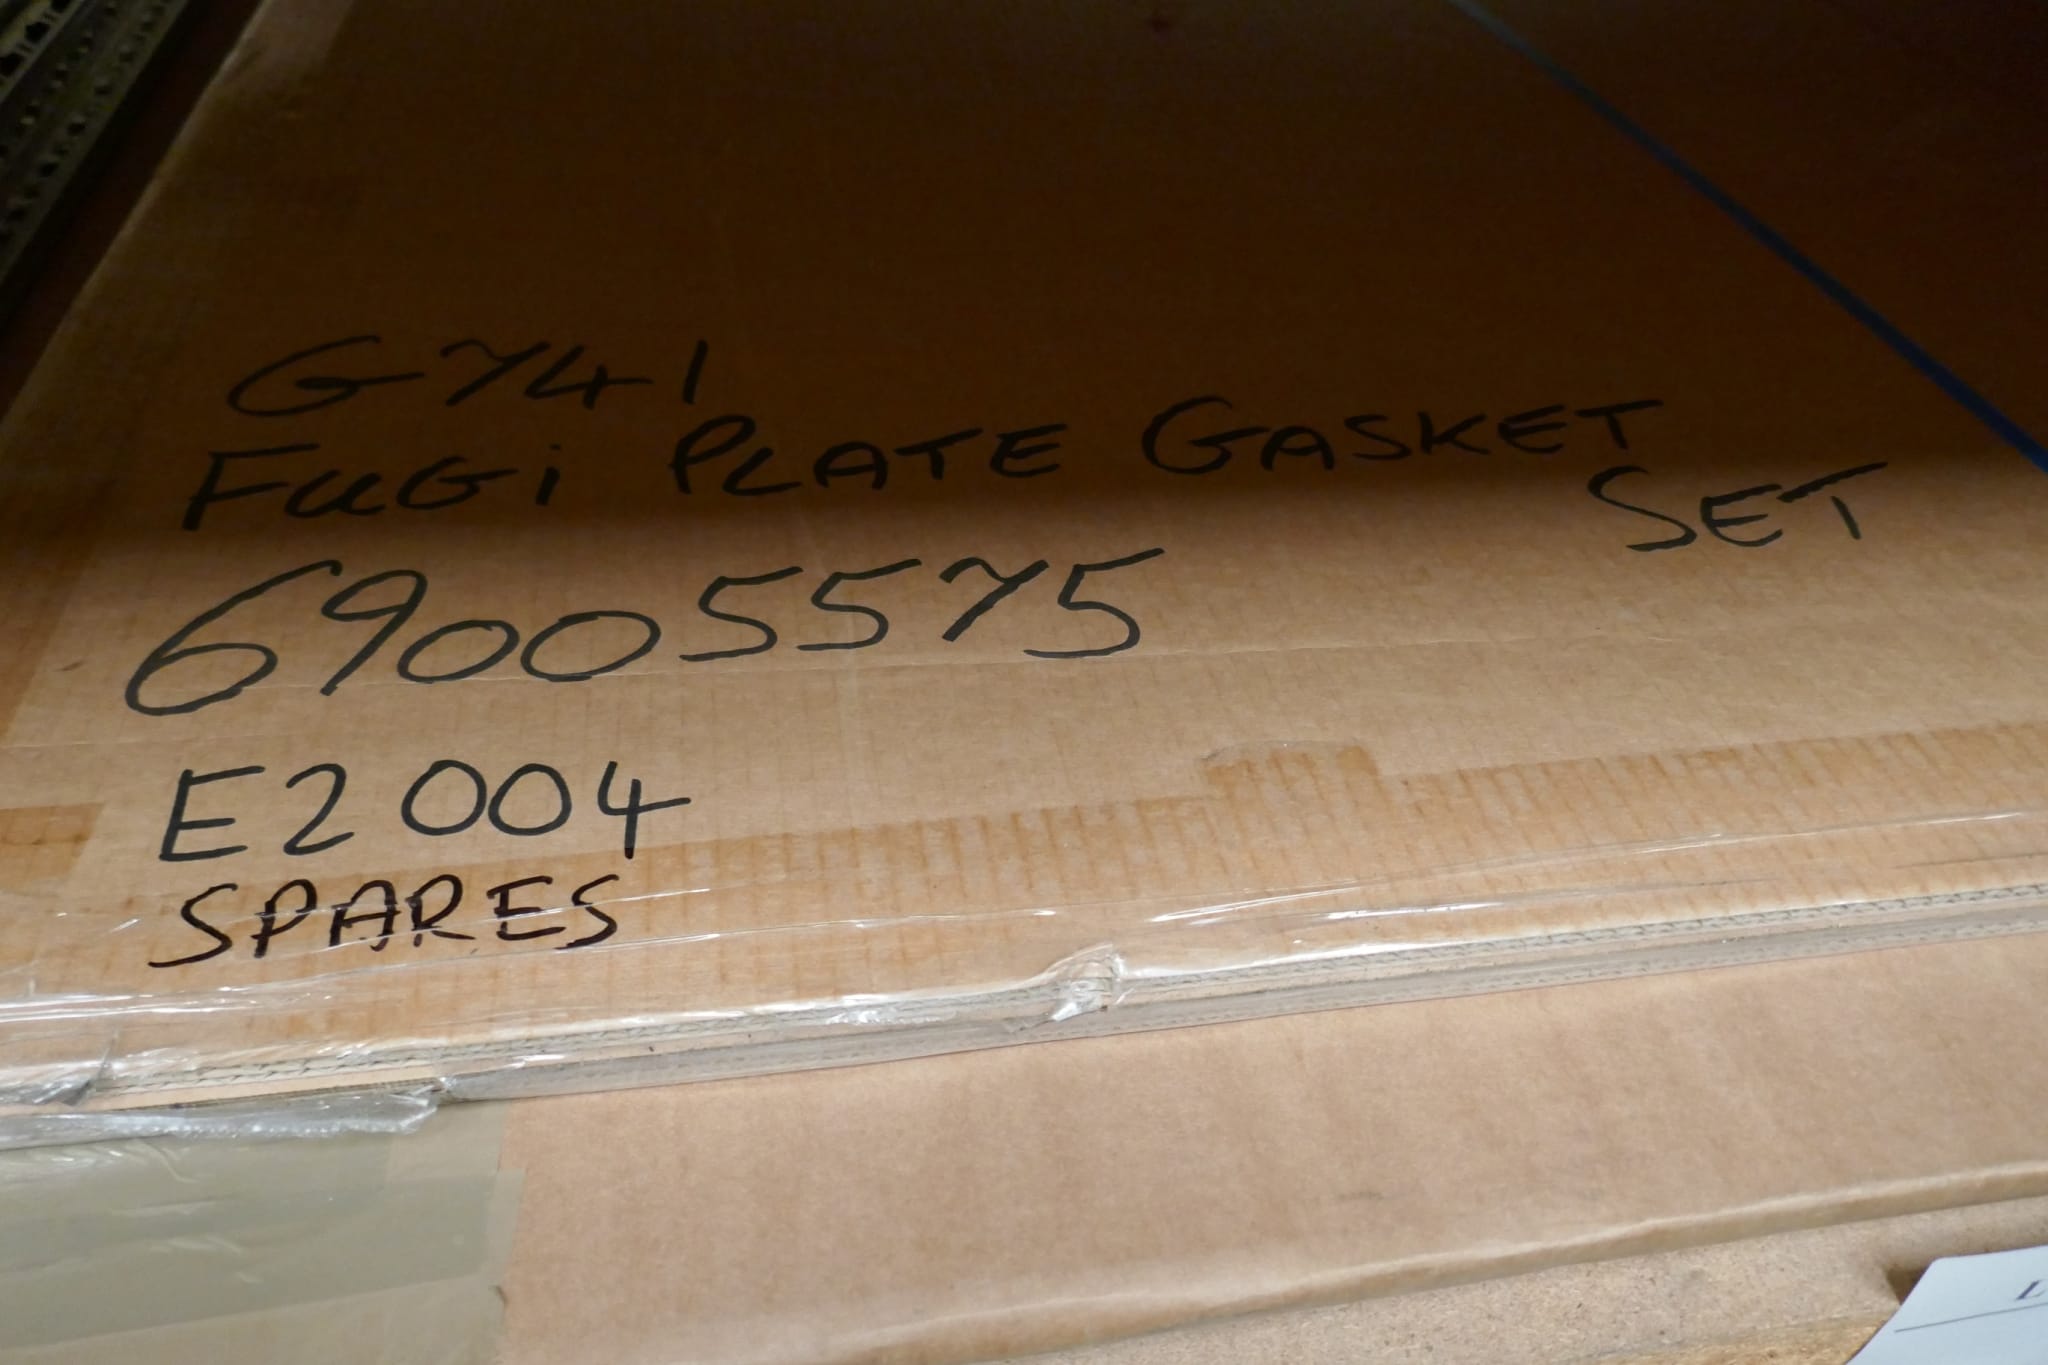 G741
FUGi PLATE GASKET
SET
69005575
E2004
SPARES